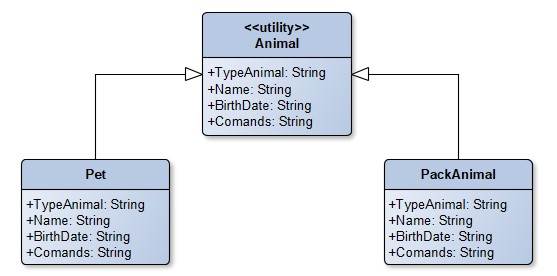 <<utility>>
Animal
+TypeAnimal: String
+Name: String
+BirthDate: String
+Comands: String
Pet
+TypeAnimal: String
+Name: String
+BirthDate: String
+Comands: String
PackAnimal
+TypeAnimal: String
+Name: String
+BirthDate: String
+Comands: String